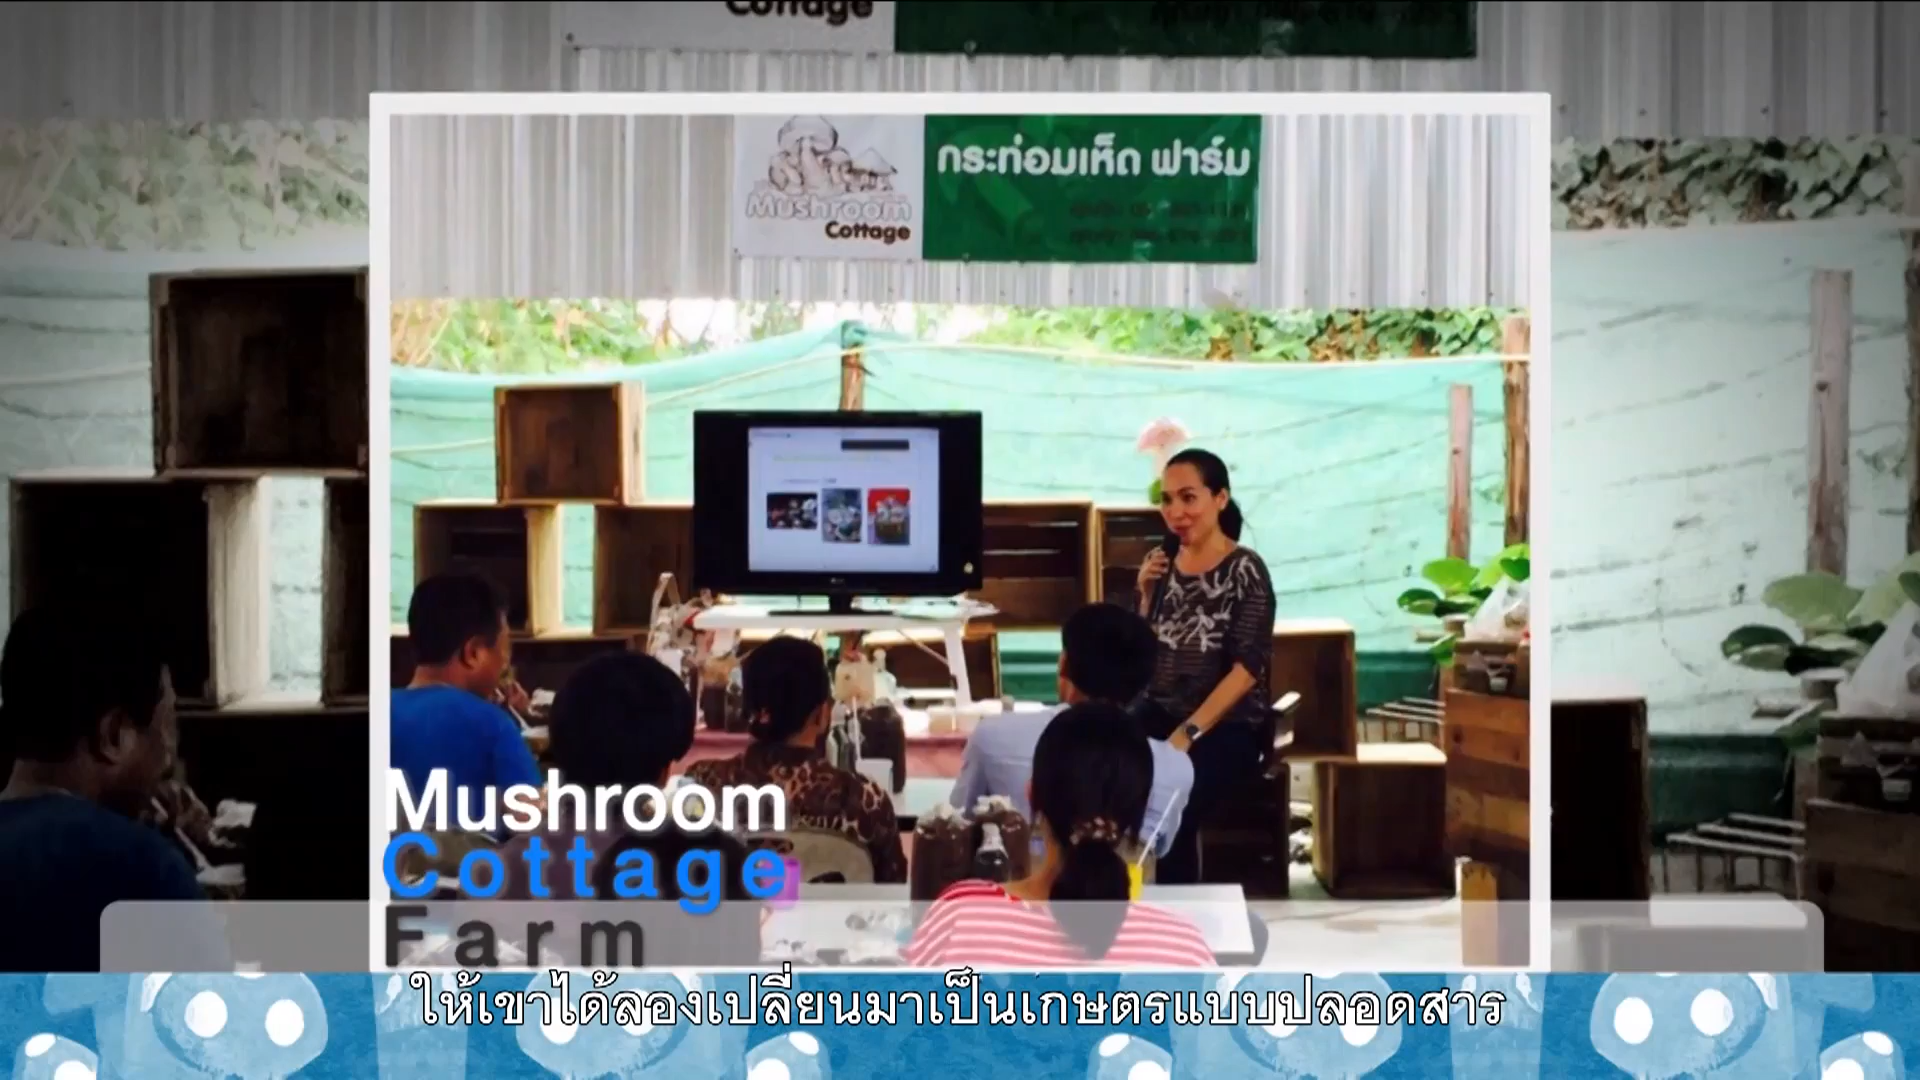 Cottage
Mushroom
Cottage
กระท่อมเห็ด ฟาร์ม
Mushroom
Cottage
Farm
ให้เขาได้ลองเปลี่ยนมาเป็นเกษตรแบบปลอดสาร